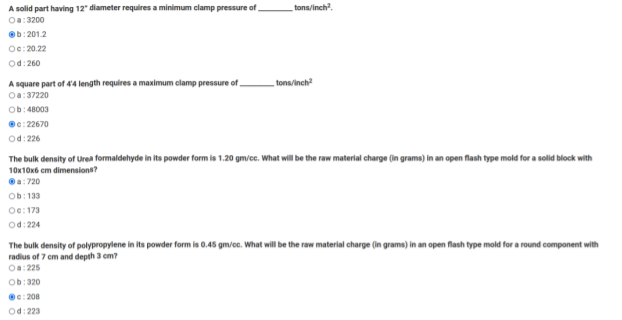 A solid part having 12" diameter requires a minimum clamp pressure of ________ tons/inch².
a : 3200
b : 201.2
c : 20.22
d : 260
A square part of 4'4 length requires a maximum clamp pressure of ________ tons/inch²
a : 37220
b : 48003
c : 22670
d : 226
The bulk density of Urea formaldehyde in its powder form is 1.20 gm/cc. What will be the raw material charge (in grams) in an open flash type mold for a solid block with
10x10x6 cm dimensions?
a : 720
b : 133
c : 173
d : 224
The bulk density of polypropylene in its powder form is 0.45 gm/cc. What will be the raw material charge (in grams) in an open flash type mold for a round component with
radius of 7 cm and depth 3 cm?
a : 225
b : 320
c : 208
d : 223